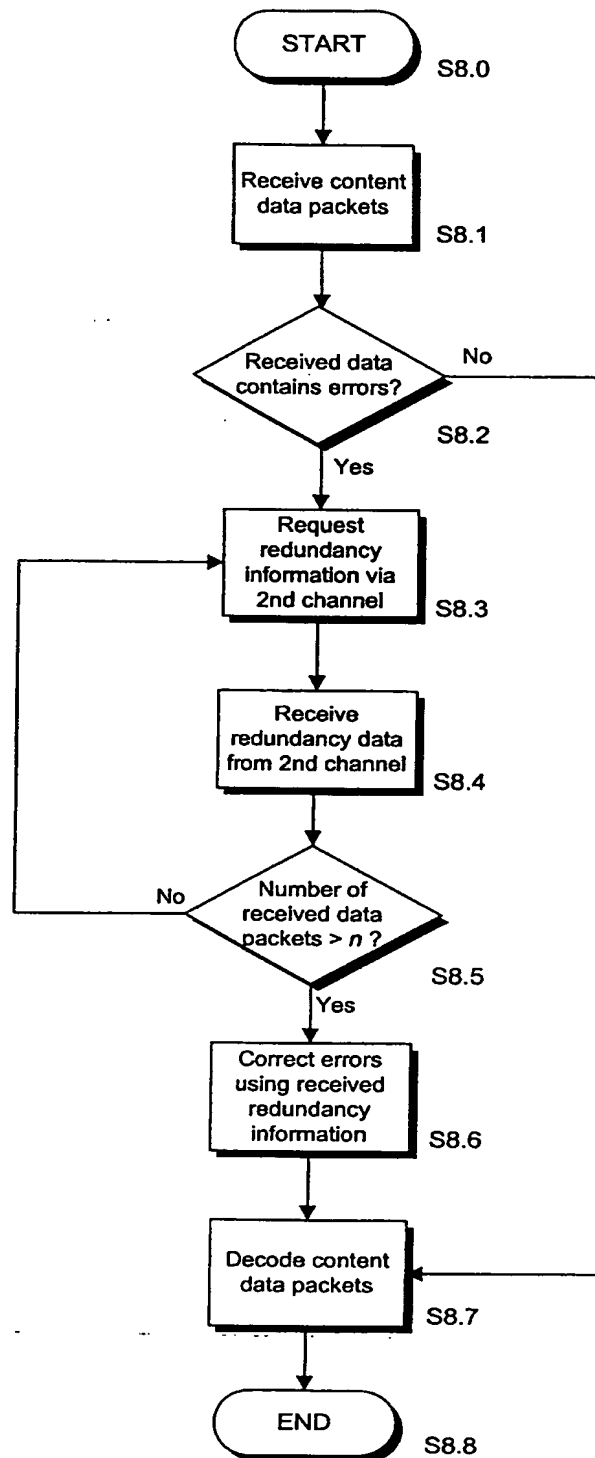 START
S8.0
Receive content
data packets
S8.1
Received data
contains errors?
No
S8.2
Yes
Request
redundancy
information via
2nd channel
S8.3
Receive
redundancy data
from 2nd channel
S8.4
No
Number of
received data
packets > n ?
S8.5
Yes
Correct errors
using received
redundancy
information
S8.6
Decode content
data packets
S8.7
END
S8.8